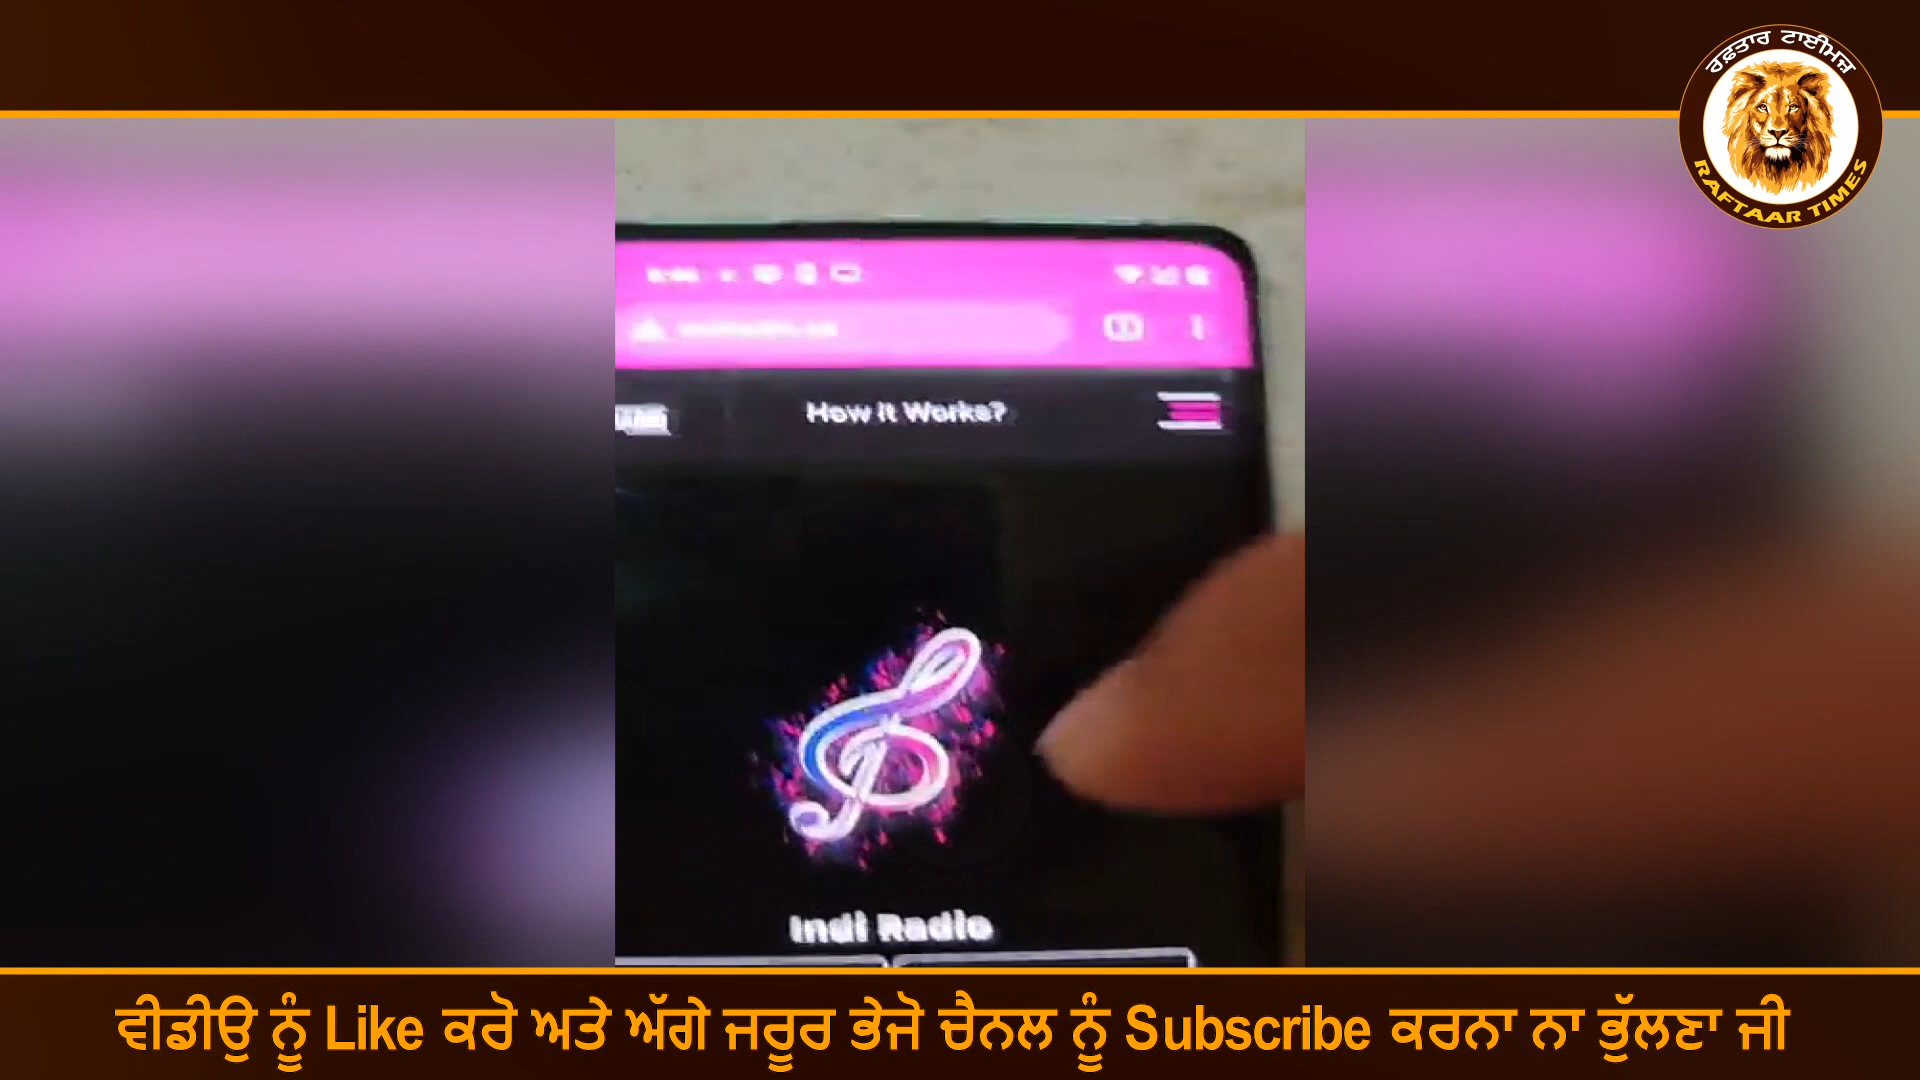 ਰਫ਼ਤਾਰ ਟਾਈਮਜ਼
RAFTAAR TIMES
How it Works?
Indi Radio
ਵੀਡੀਉ ਨੂੰ Like ਕਰੋ ਅਤੇ ਅੱਗੇ ਜਰੂਰ ਭੇਜੋ ਚੈਨਲ ਨੂੰ Subscribe ਕਰਨਾ ਨਾ ਭੁੱਲਣਾ ਜੀ